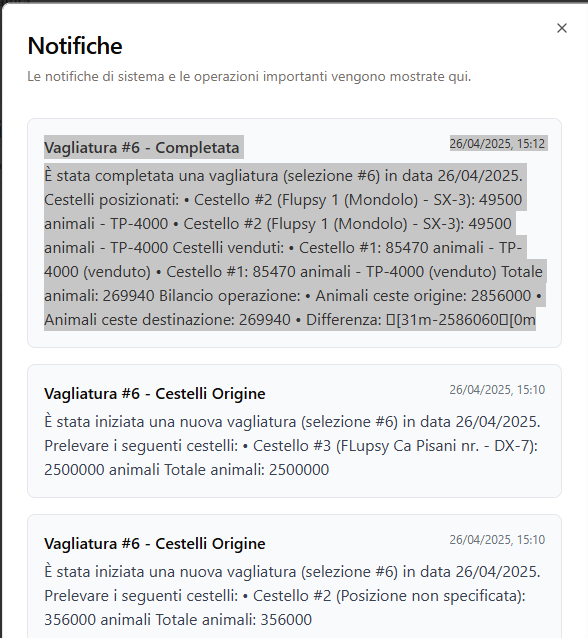 Notifiche
Le notifiche di sistema e le operazioni importanti vengono mostrate qui.
Vagliatura #6 - Completata
26/04/2025, 15:12
È stata completata una vagliatura (selezione #6) in data 26/04/2025.
Cestelli posizionati: • Cestello #2 (Flupsy 1 (Mondolo) - SX-3): 49500
animali - TP-4000 • Cestello #2 (Flupsy 1 (Mondolo) - SX-3): 49500
animali - TP-4000 Cestelli venduti: • Cestello #1: 85470 animali - TP-
4000 (venduto) • Cestello #1: 85470 animali - TP-4000 (venduto) Totale
animali: 269940 Bilancio operazione: • Animali ceste origine: 2856000 •
Animali ceste destinazione: 269940 • Differenza: ▯[31m-2586060▯[0m
Vagliatura #6 - Cestelli Origine
26/04/2025, 15:10
È stata iniziata una nuova vagliatura (selezione #6) in data 26/04/2025.
Prelevare i seguenti cestelli: • Cestello #3 (FLupsy Ca Pisani nr. - DX-7):
2500000 animali Totale animali: 2500000
Vagliatura #6 - Cestelli Origine
26/04/2025, 15:10
È stata iniziata una nuova vagliatura (selezione #6) in data 26/04/2025.
Prelevare i seguenti cestelli: • Cestello #2 (Posizione non specificata):
356000 animali Totale animali: 356000